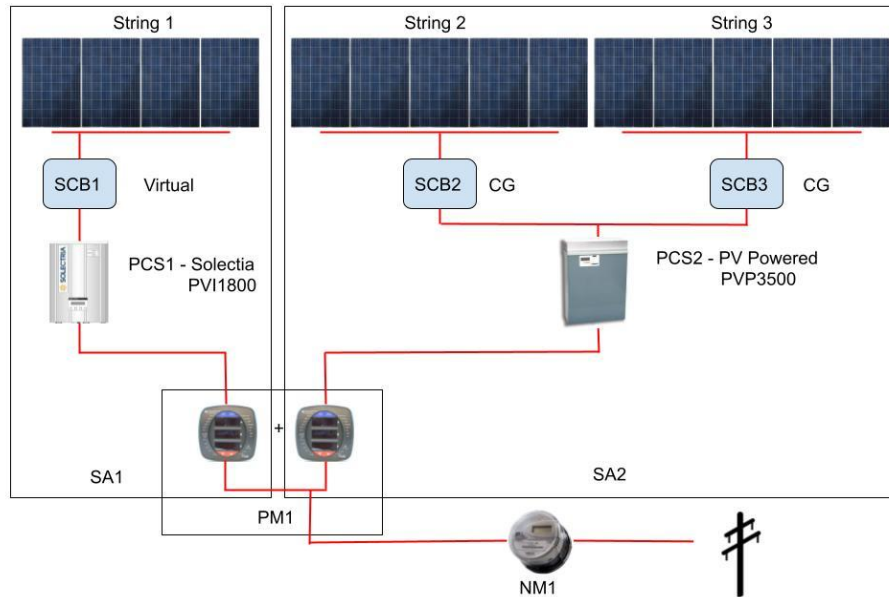 String 1
String 2
String 3
SCB1
Virtual
SCB2
CG
SCB3
CG
SOLECTRIA
PCS1 - Solectia
PVI1800
PCS2 - PV Powered
PVP3500
+
SA1
SA2
PM1
NM1